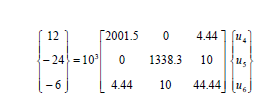 12 2001.5 0 4.44 u₄
-24 = 10³ 0 1338.3 10 u₅
-6 4.44 10 44.44 u₆